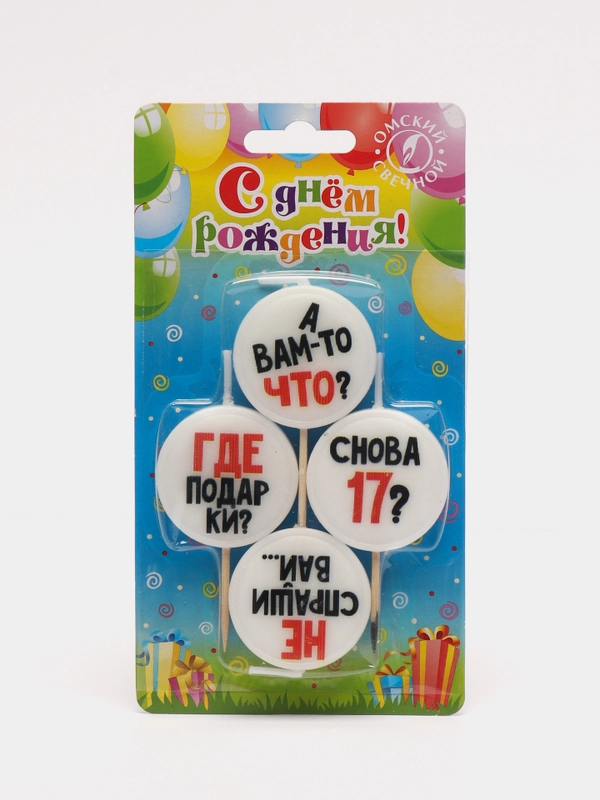 ОМСКИЙ
СВЕЧНОЙ
С днём
рождения!
А
ВАМ-ТО
ЧТО?
ГДЕ
ПОДАР
КИ?
СНОВА
17?
НЕ
СПРАШИ
ВАЙ...